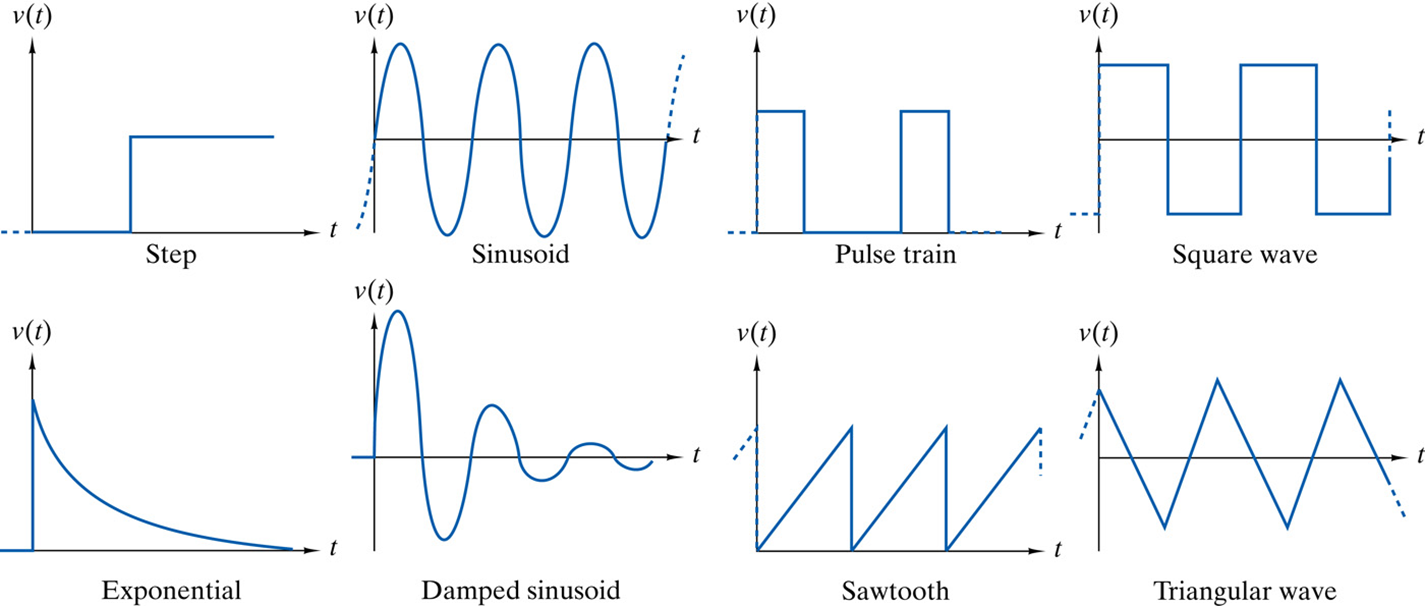 v(t)
t
Step
v(t)
t
Sinusoid
v(t)
t
Pulse train
v(t)
t
Square wave
v(t)
t
Exponential
v(t)
t
Damped sinusoid
v(t)
t
Sawtooth
v(t)
t
Triangular wave